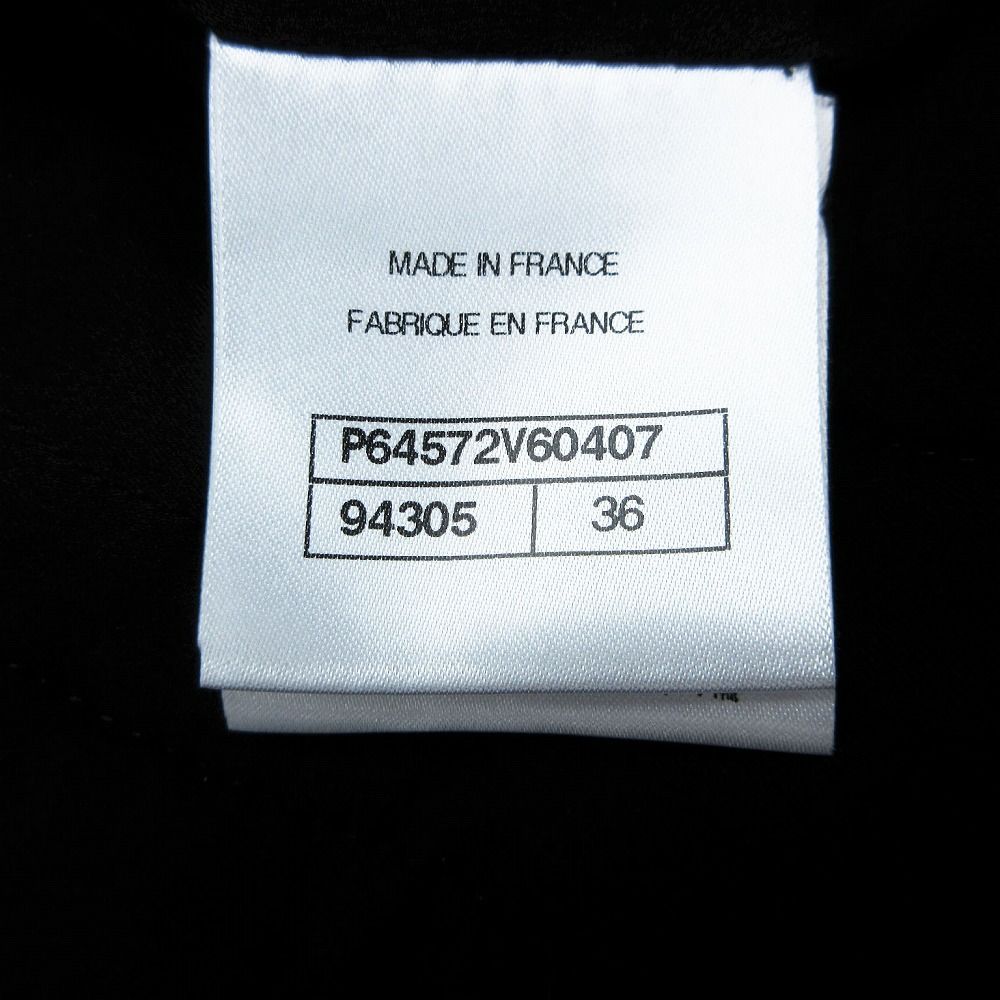 MADE IN FRANCE
FABRIQUE EN FRANCE
P64572V60407
94305 36